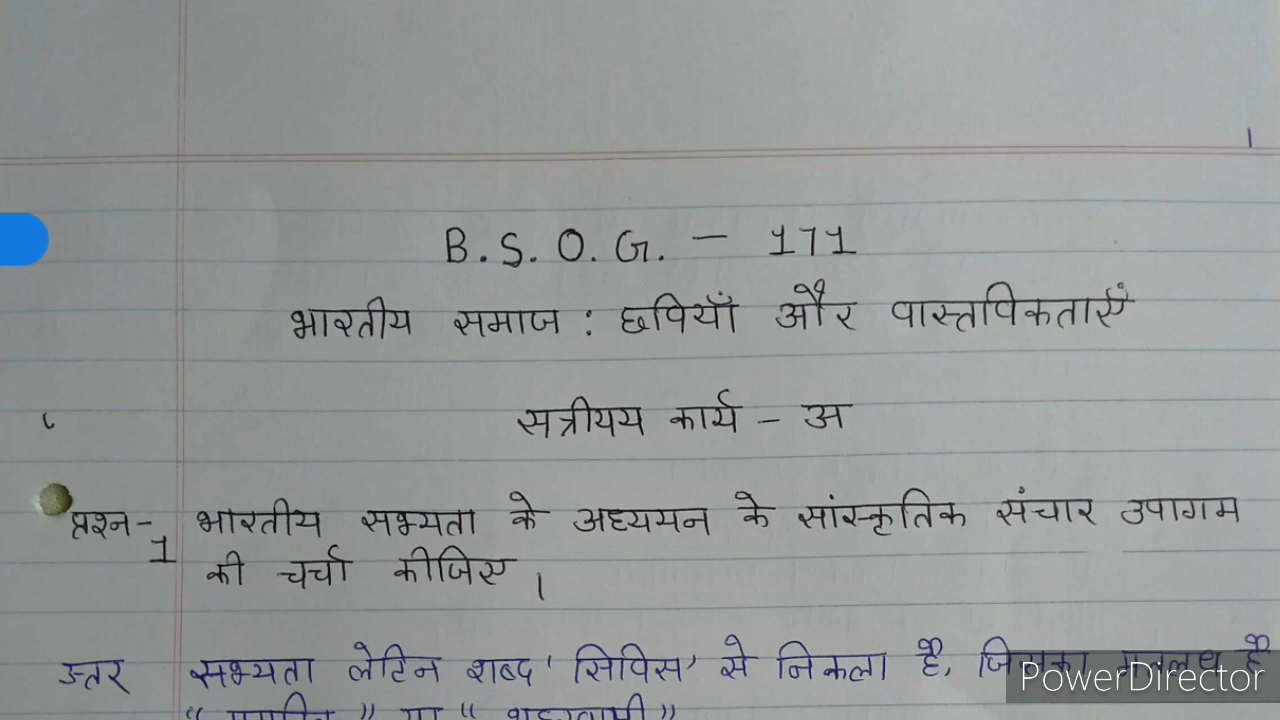 1
B.S.O.G. - 171
भारतीय समाज : छवियाँ और वास्तविकताएं
सत्रीयय कार्य - अ
प्रश्न-1 भारतीय सभ्यता के अध्ययन के सांस्कृतिक संचार उपागम
की चर्चा कीजिए।
उत्तर सभ्यता लेटिन शब्द 'सिविस' से निकला है, जिसका मतलब है
PowerDirector
" या "